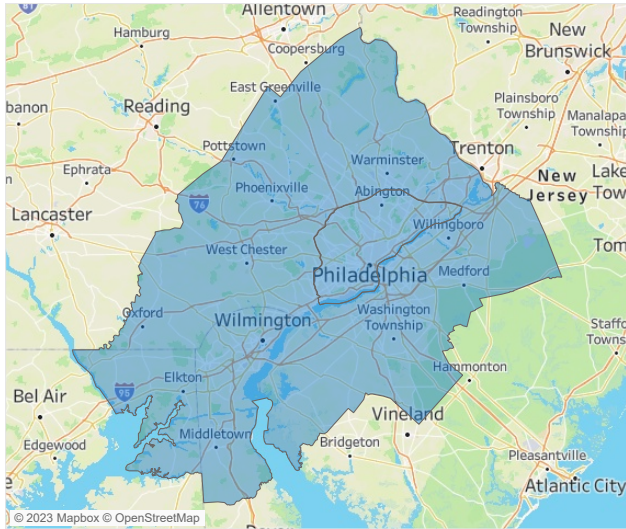 81
Allentown
Readington
Township
Hamburg
New
Brunswick
Coopersburg
East Greenville
Plainsboro
Township
Manalapa
Township
banon
Reading
Pottstown
Trenton
Warminster
Ephrata
New
Jersey
Lake
Tow
n
Phoenixville
Abington
76
Lancaster
Willingboro
West Chester
Tom
Philadelphia
Medford
Oxford
Wilmington
Washington
Township
Staffo
Towns
Hammonton
Elkton
95
Bel Air
Vineland
Edgewood
Middletown
Bridgeton
Pleasantville
e
Atlantic City
© 2023 Mapbox © OpenStreetMap